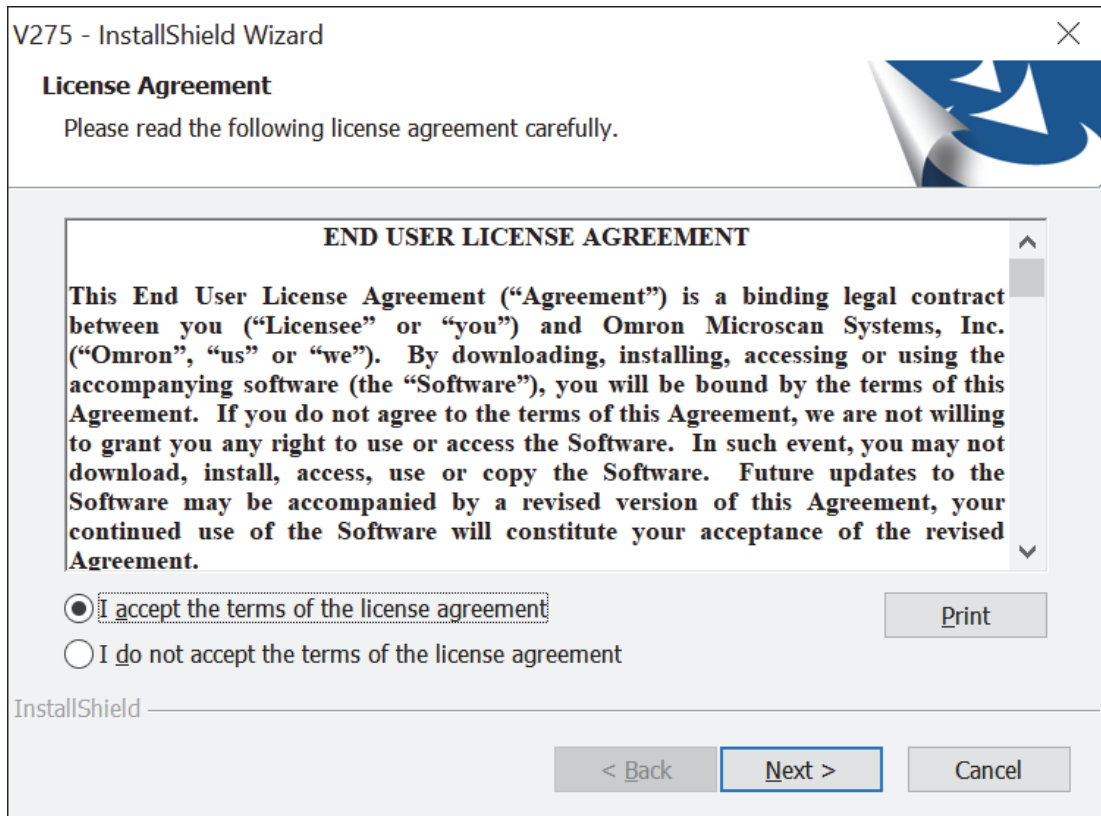 V275 - InstallShield Wizard
License Agreement
Please read the following license agreement carefully.
END USER LICENSE AGREEMENT
This End User License Agreement (“Agreement”) is a binding legal contract
between you (“Licensee” or “you”) and Omron Microscan Systems, Inc.
(“Omron”, “us” or “we”). By downloading, installing, accessing or using the
accompanying software (the “Software”), you will be bound by the terms of this
Agreement. If you do not agree to the terms of this Agreement, we are not willing
to grant you any right to use or access the Software. In such event, you may not
download, install, access, use or copy the Software. Future updates to the
Software may be accompanied by a revised version of this Agreement, your
continued use of the Software will constitute your acceptance of the revised
Agreement.
I accept the terms of the license agreement
Print
I do not accept the terms of the license agreement
InstallShield
< Back
Next >
Cancel